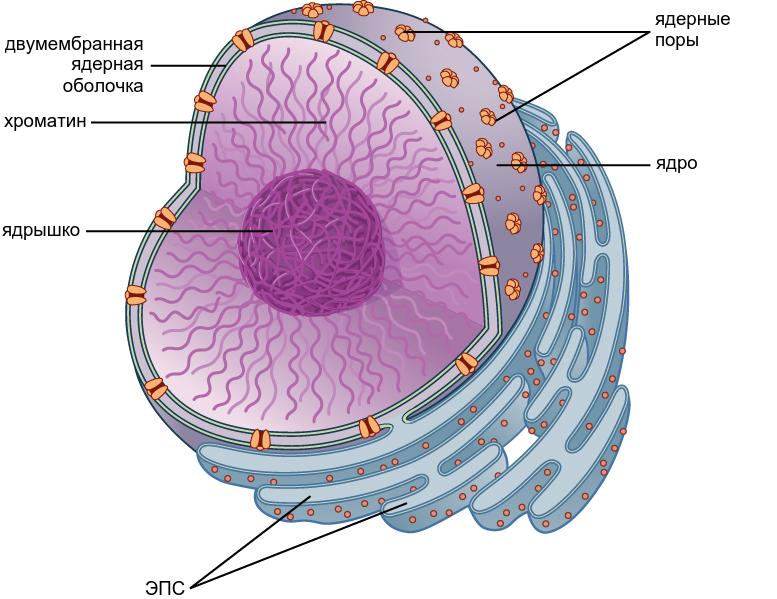 ядерные
поры
двумембранная
ядерная
оболочка
хроматин
ядро
ядрышко
ЭПС